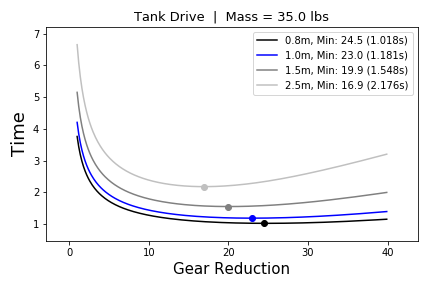 Tank Drive | Mass = 35.0 lbs
7
6
5
4
3
2
1
Time
0.8m, Min: 24.5 (1.018s)
1.0m, Min: 23.0 (1.181s)
1.5m, Min: 19.9 (1.548s)
2.5m, Min: 16.9 (2.176s)
0 10 20 30 40
Gear Reduction